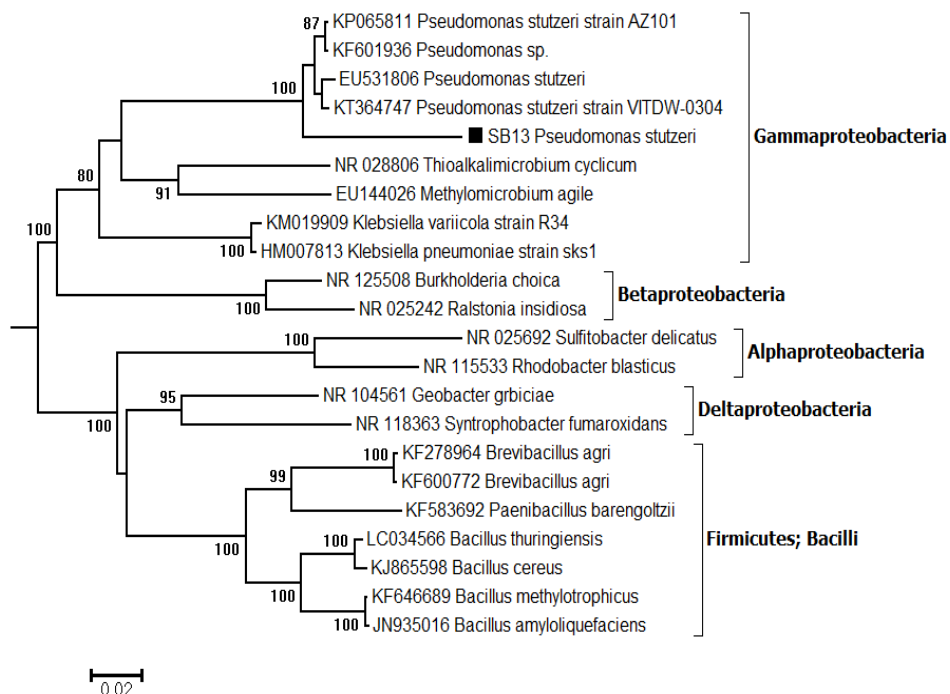 87
KP065811 Pseudomonas stutzeri strain AZ101
KF601936 Pseudomonas sp.
100
EU531806 Pseudomonas stutzeri
KT364747 Pseudomonas stutzeri strain VITDW-0304
SB13 Pseudomonas stutzeri
Gammaproteobacteria
80
NR 028806 Thioalkalimicrobium cyclicum
91
EU144026 Methylomicrobium agile
100
KM019909 Klebsiella variicola strain R34
100
HM007813 Klebsiella pneumoniae strain sks1
NR 125508 Burkholderia choica
100
NR 025242 Ralstonia insidiosa
Betaproteobacteria
100
NR 025692 Sulfitobacter delicatus
NR 115533 Rhodobacter blasticus
Alphaproteobacteria
95
NR 104561 Geobacter grbiciae
100
NR 118363 Syntrophobacter fumaroxidans
Deltaproteobacteria
100
KF278964 Brevibacillus agri
99
KF600772 Brevibacillus agri
KF583692 Paenibacillus barengoltzii
Firmicutes; Bacilli
100
100
LC034566 Bacillus thuringiensis
KJ865598 Bacillus cereus
100
KF646689 Bacillus methylotrophicus
100
JN935016 Bacillus amyloliquefaciens
0.02